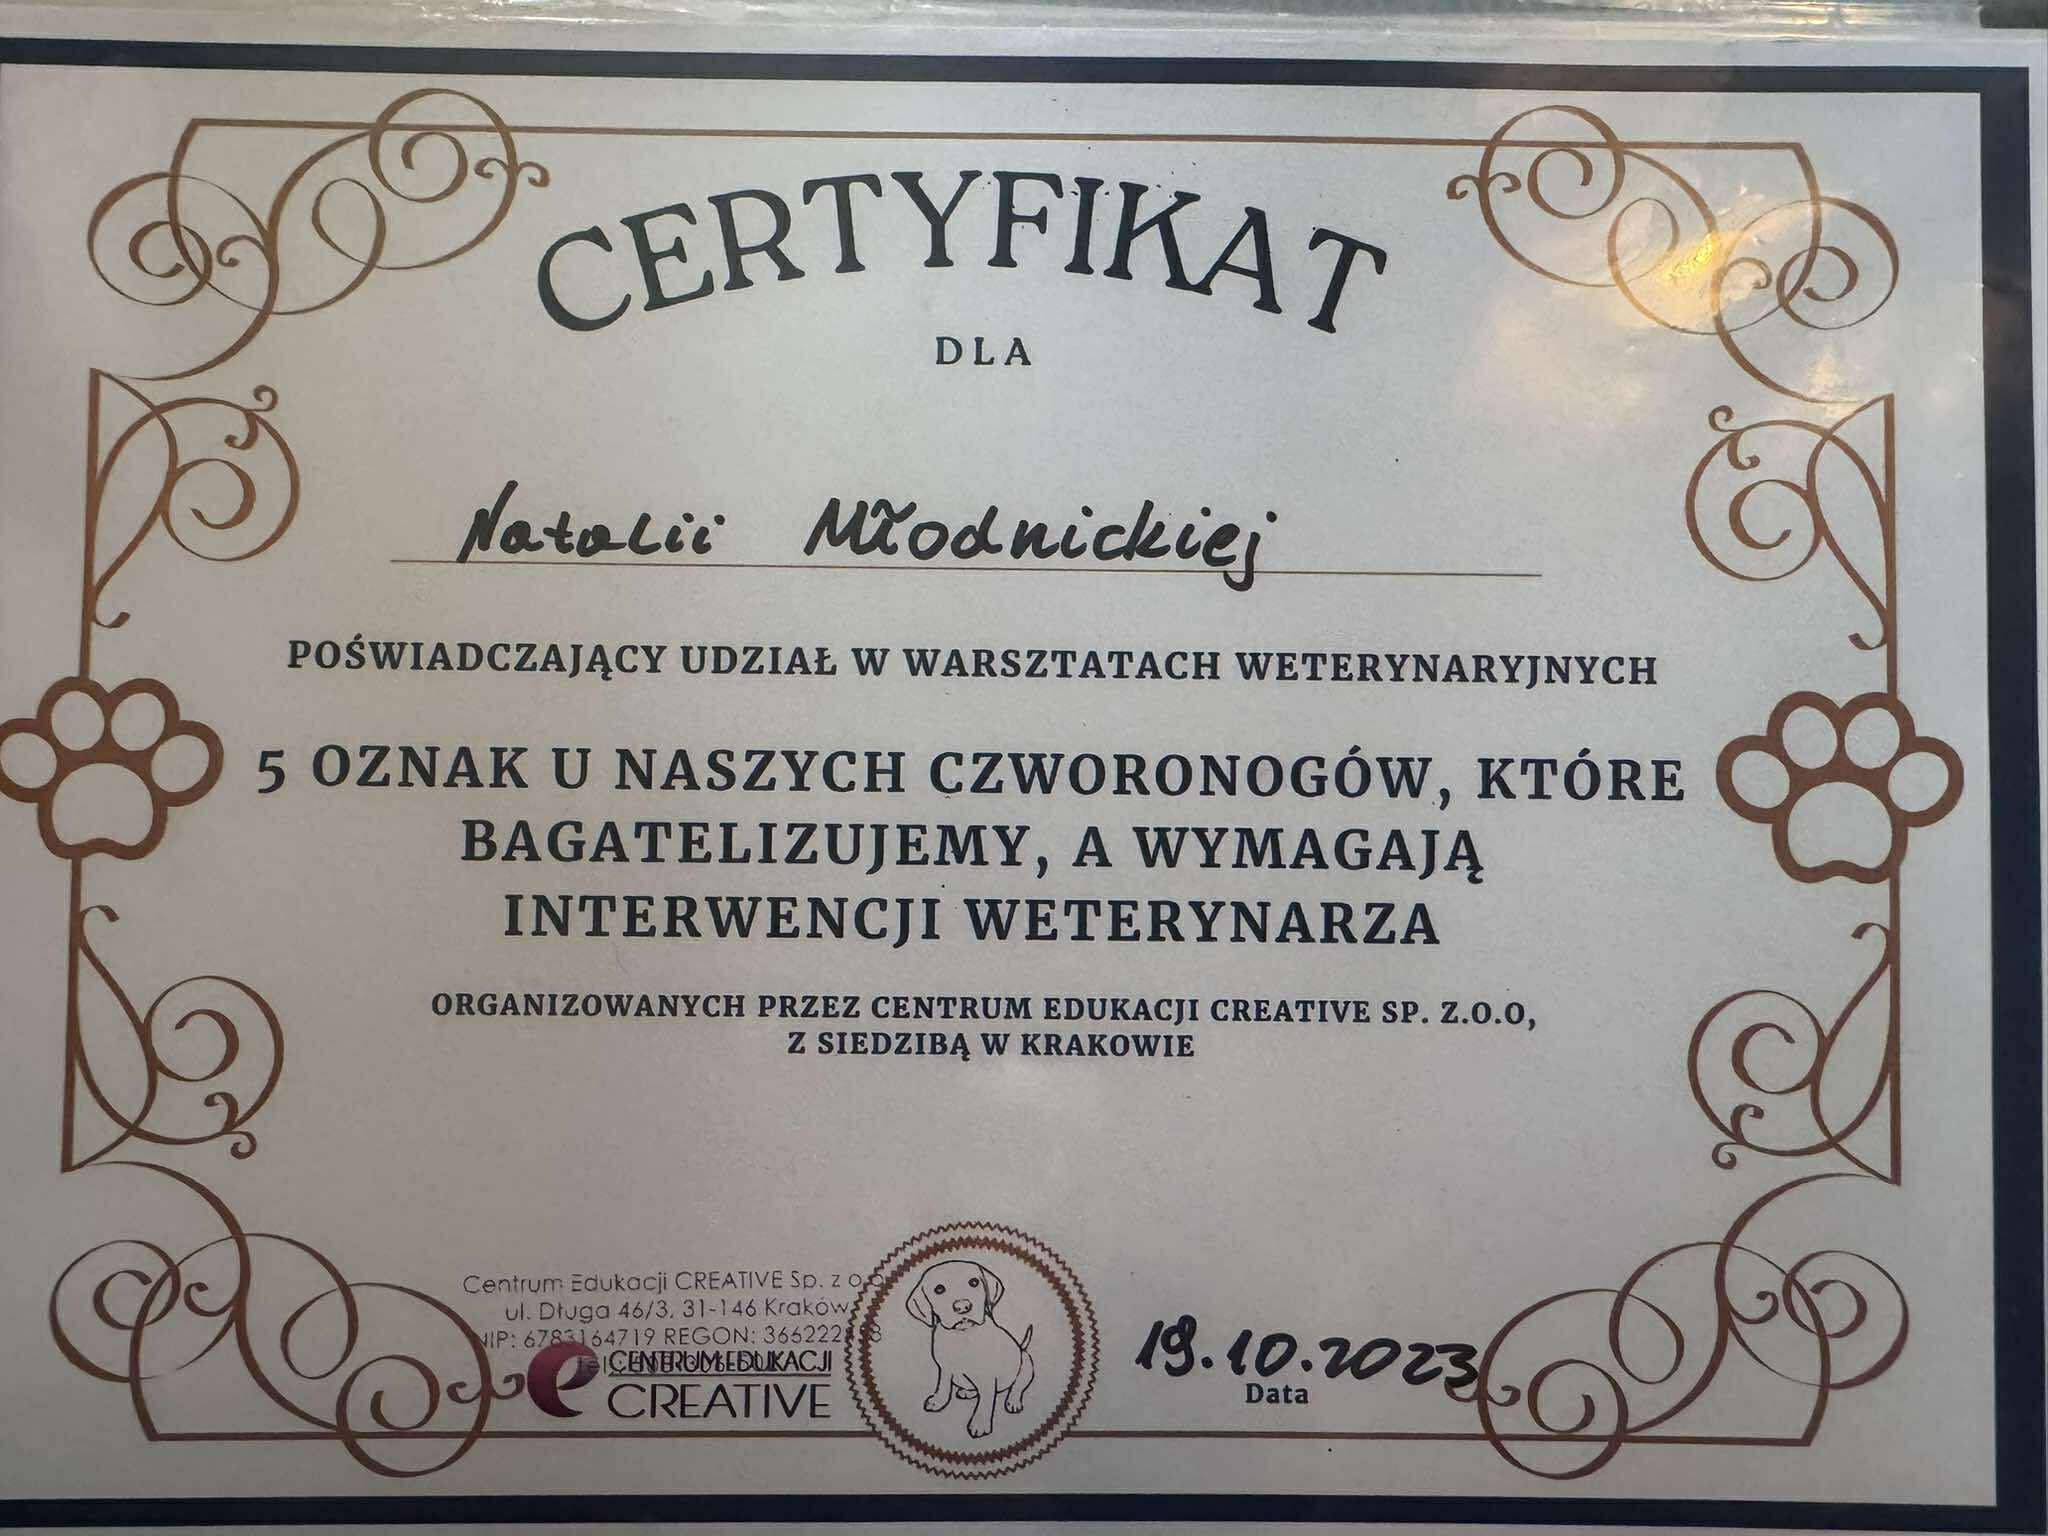 CERTYFIKAT
DLA
Natalii Młodnickiej
POŚWIADCZAJĄCY UDZIAŁ W WARSZTATACH WETERYNARYJNYCH
5 OZNAK U NASZYCH CZWORONOGÓW, KTÓRE
BAGATELIZUJEMY, A WYMAGAJĄ
INTERWENCJI WETERYNARZA
ORGANIZOWANYCH PRZEZ CENTRUM EDUKACJI CREATIVE SP. Z.O.O,
Z SIEDZIBĄ W KRAKOWIE
Centrum Edukacji CREATIVE Sp. z o.o.
ul. Długa 46/3, 31-146 Kraków
NIP: 6783164719 REGON:
CENTRUM EDUKACJI
CREATIVE
19.10.2023
Data